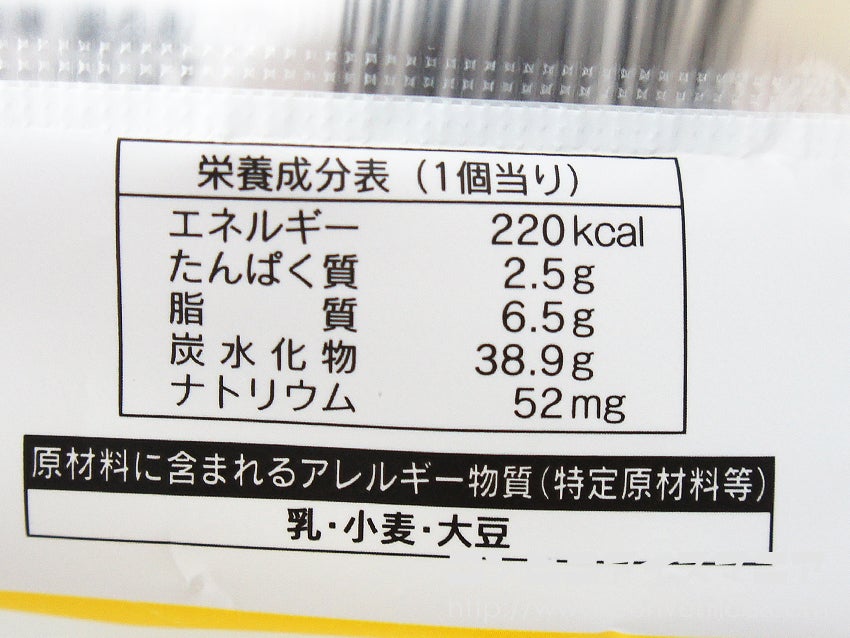 栄養成分表(1個当り)
エネルギー 220kcal
たんぱく質 2.5g
脂質 6.5g
炭水化物 38.9g
ナトリウム 52mg
原材料に含まれるアレルギー物質(特定原材料等)
乳・小麦・大豆